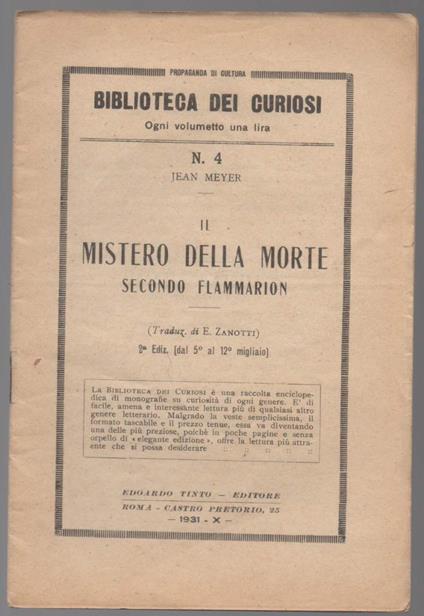 PROPAGANDA DI CULTURA
BIBLIOTECA DEI CURIOSI
Ogni volumetto una lira
N. 4
JEAN MEYER
IL
MISTERO DELLA MORTE
SECONDO FLAMMARION
(Traduz. di E. ZANOTTI)
2ª Ediz. (dal 5º al 12º migliaio)
LA BIBLIOTECA DEI CURIOSI è una raccolta enciclope-
dica di monografie su curiosità di ogni genere. E' di
facile, amena e interessante lettura più di qualsiasi altro
genere letterario. Malgrado la veste semplicissima, il
formato tascabile e il prezzo tenue, essa va diventando
una delle più preziose, poichè in poche pagine e senza
orpello di «elegante edizione», offre la lettura più attra-
ente che si possa desiderare :: :: :: :: ::
EDOARDO TINTO — EDITORE
ROMA - CASTRO PRETORIO, 25
— 1931 - X —